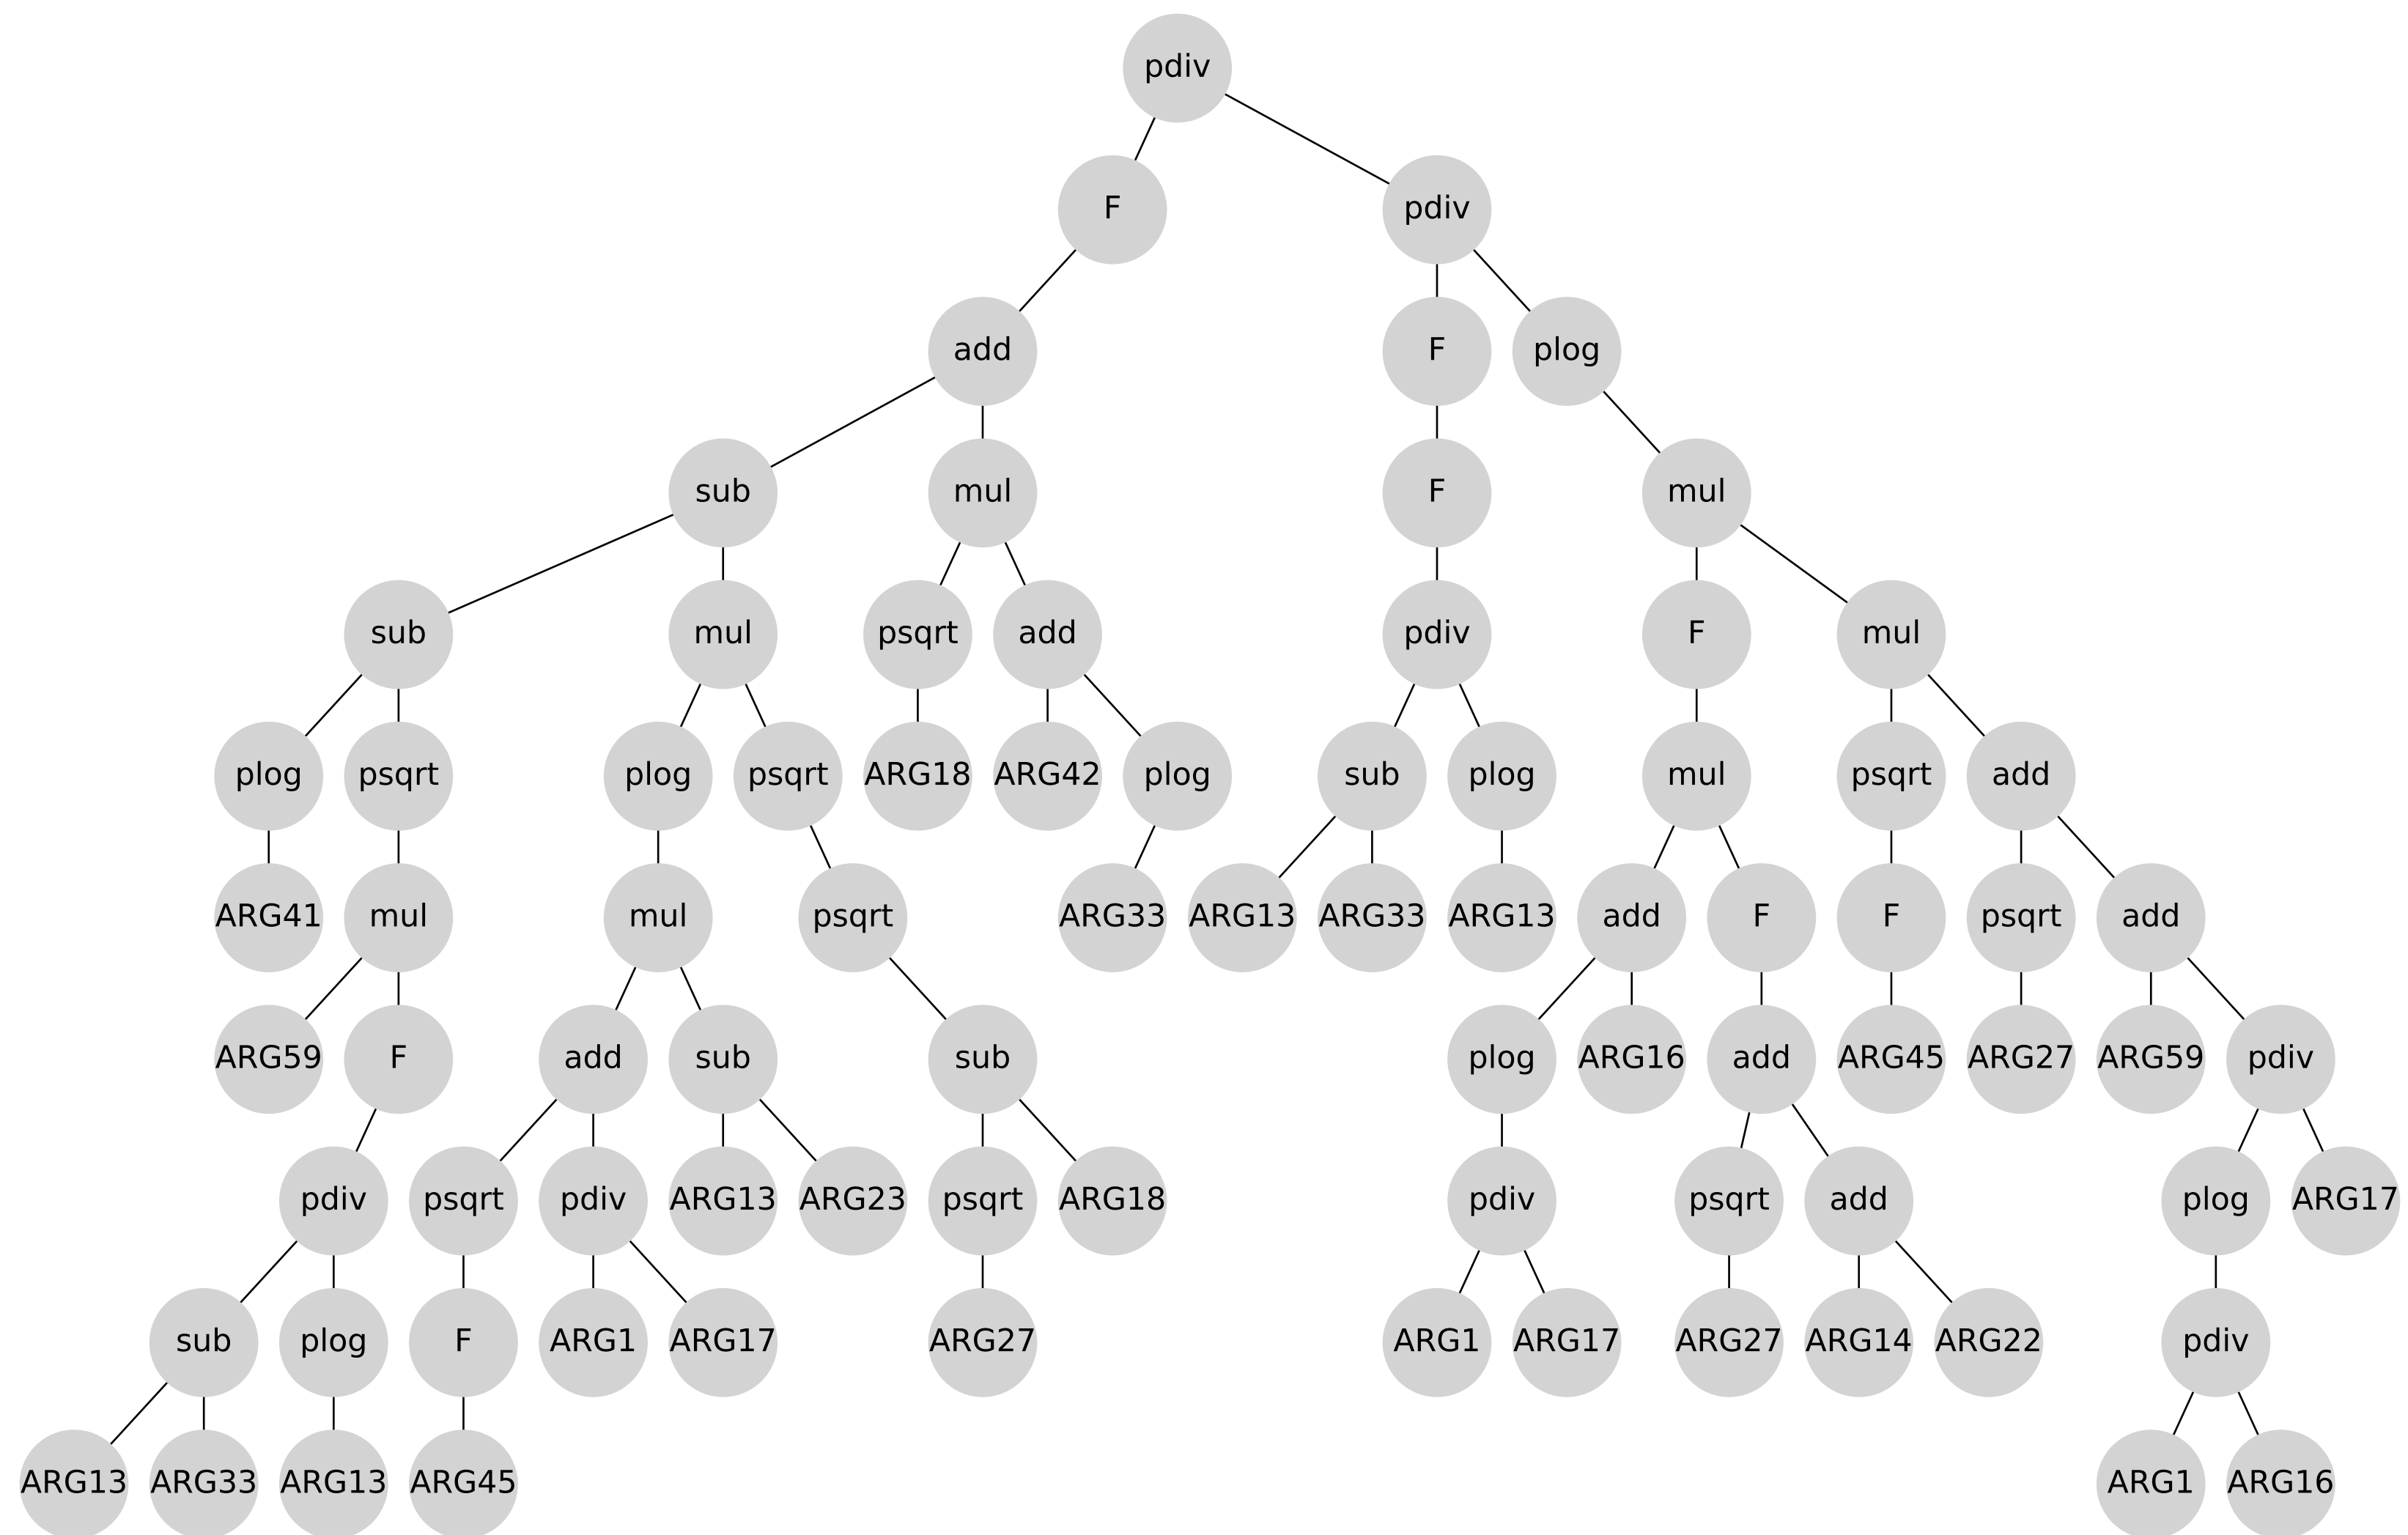 pdiv
F pdiv
add F plog
sub mul F mul
sub mul psqrt add pdiv F mul
plog psqrt plog psqrt ARG18 ARG42 plog sub plog mul psqrt add
ARG41 mul mul psqrt ARG33 ARG13 ARG33 ARG13 add F F psqrt add
ARG59 F add sub sub plog ARG16 add ARG45 ARG27 ARG59 pdiv
pdiv psqrt pdiv ARG13 ARG23 psqrt ARG18 pdiv psqrt add plog ARG17
sub plog F ARG1 ARG17 ARG27 ARG1 ARG17 ARG27 ARG14 ARG22 pdiv
ARG13 ARG33 ARG13 ARG45 ARG1 ARG16